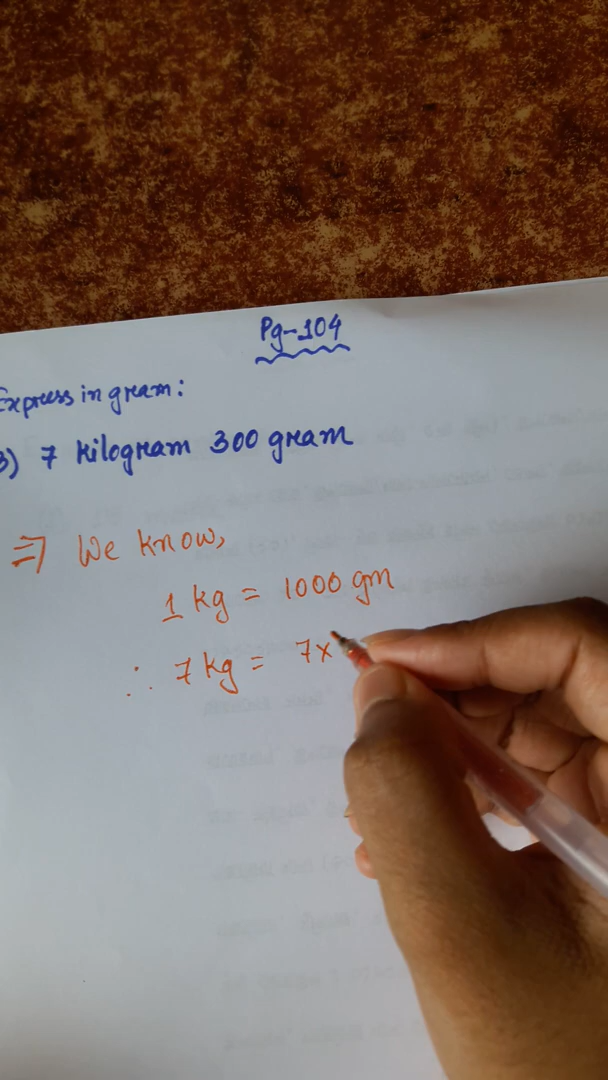 Pg-104
Express in gram:
3) 7 kilogram 300 gram
⇒ We know,
1 kg = 1000 gm
∴ 7 kg = 7x